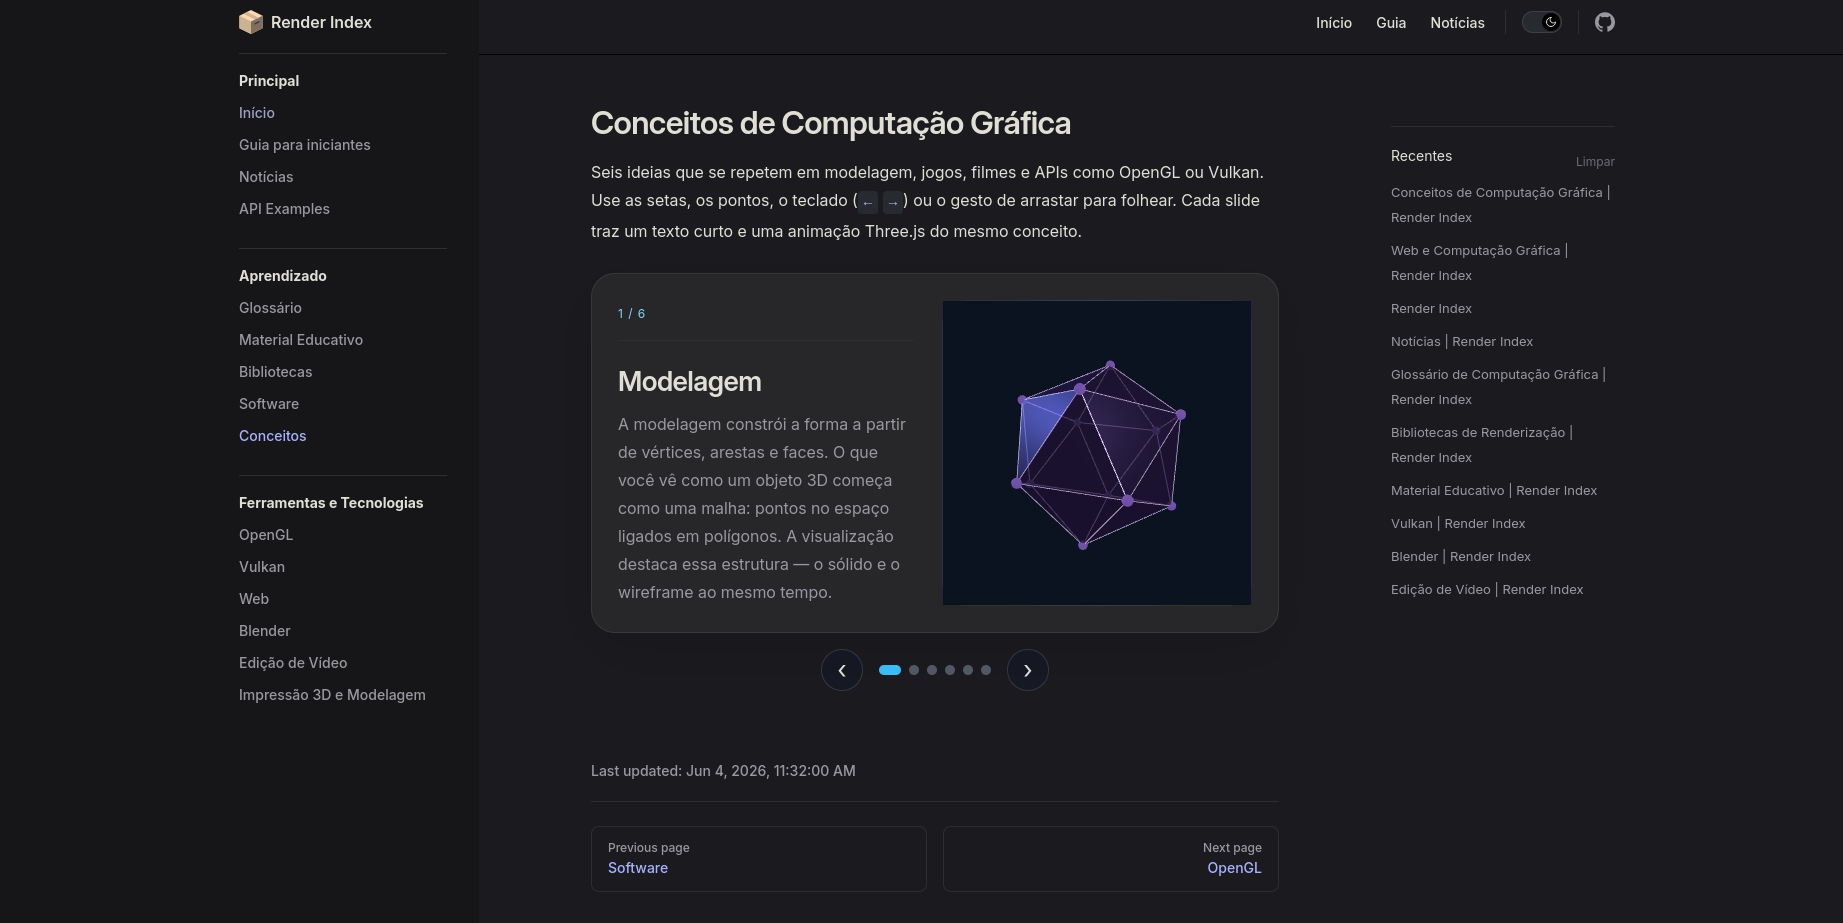 Render Index
Principal
Início
Guia para iniciantes
Notícias
API Examples
Aprendizado
Glossário
Material Educativo
Bibliotecas
Software
Conceitos
Ferramentas e Tecnologias
OpenGL
Vulkan
Web
Blender
Edição de Vídeo
Impressão 3D e Modelagem
Início
Guia
Notícias
Conceitos de Computação Gráfica
Seis ideias que se repetem em modelagem, jogos, filmes e APIs como OpenGL ou Vulkan.
Use as setas, os pontos, o teclado (← →) ou o gesto de arrastar para folhear. Cada slide
traz um texto curto e uma animação Three.js do mesmo conceito.
1 / 6
Modelagem
A modelagem constrói a forma a partir
de vértices, arestas e faces. O que
você vê como um objeto 3D começa
como uma malha: pontos no espaço
ligados em polígonos. A visualização
destaca essa estrutura — o sólido e o
wireframe ao mesmo tempo.
‹
›
Last updated: Jun 4, 2026, 11:32:00 AM
Previous page
Software
Next page
OpenGL
Recentes
Limpar
Conceitos de Computação Gráfica |
Render Index
Web e Computação Gráfica |
Render Index
Render Index
Notícias | Render Index
Glossário de Computação Gráfica |
Render Index
Bibliotecas de Renderização |
Render Index
Material Educativo | Render Index
Vulkan | Render Index
Blender | Render Index
Edição de Vídeo | Render Index